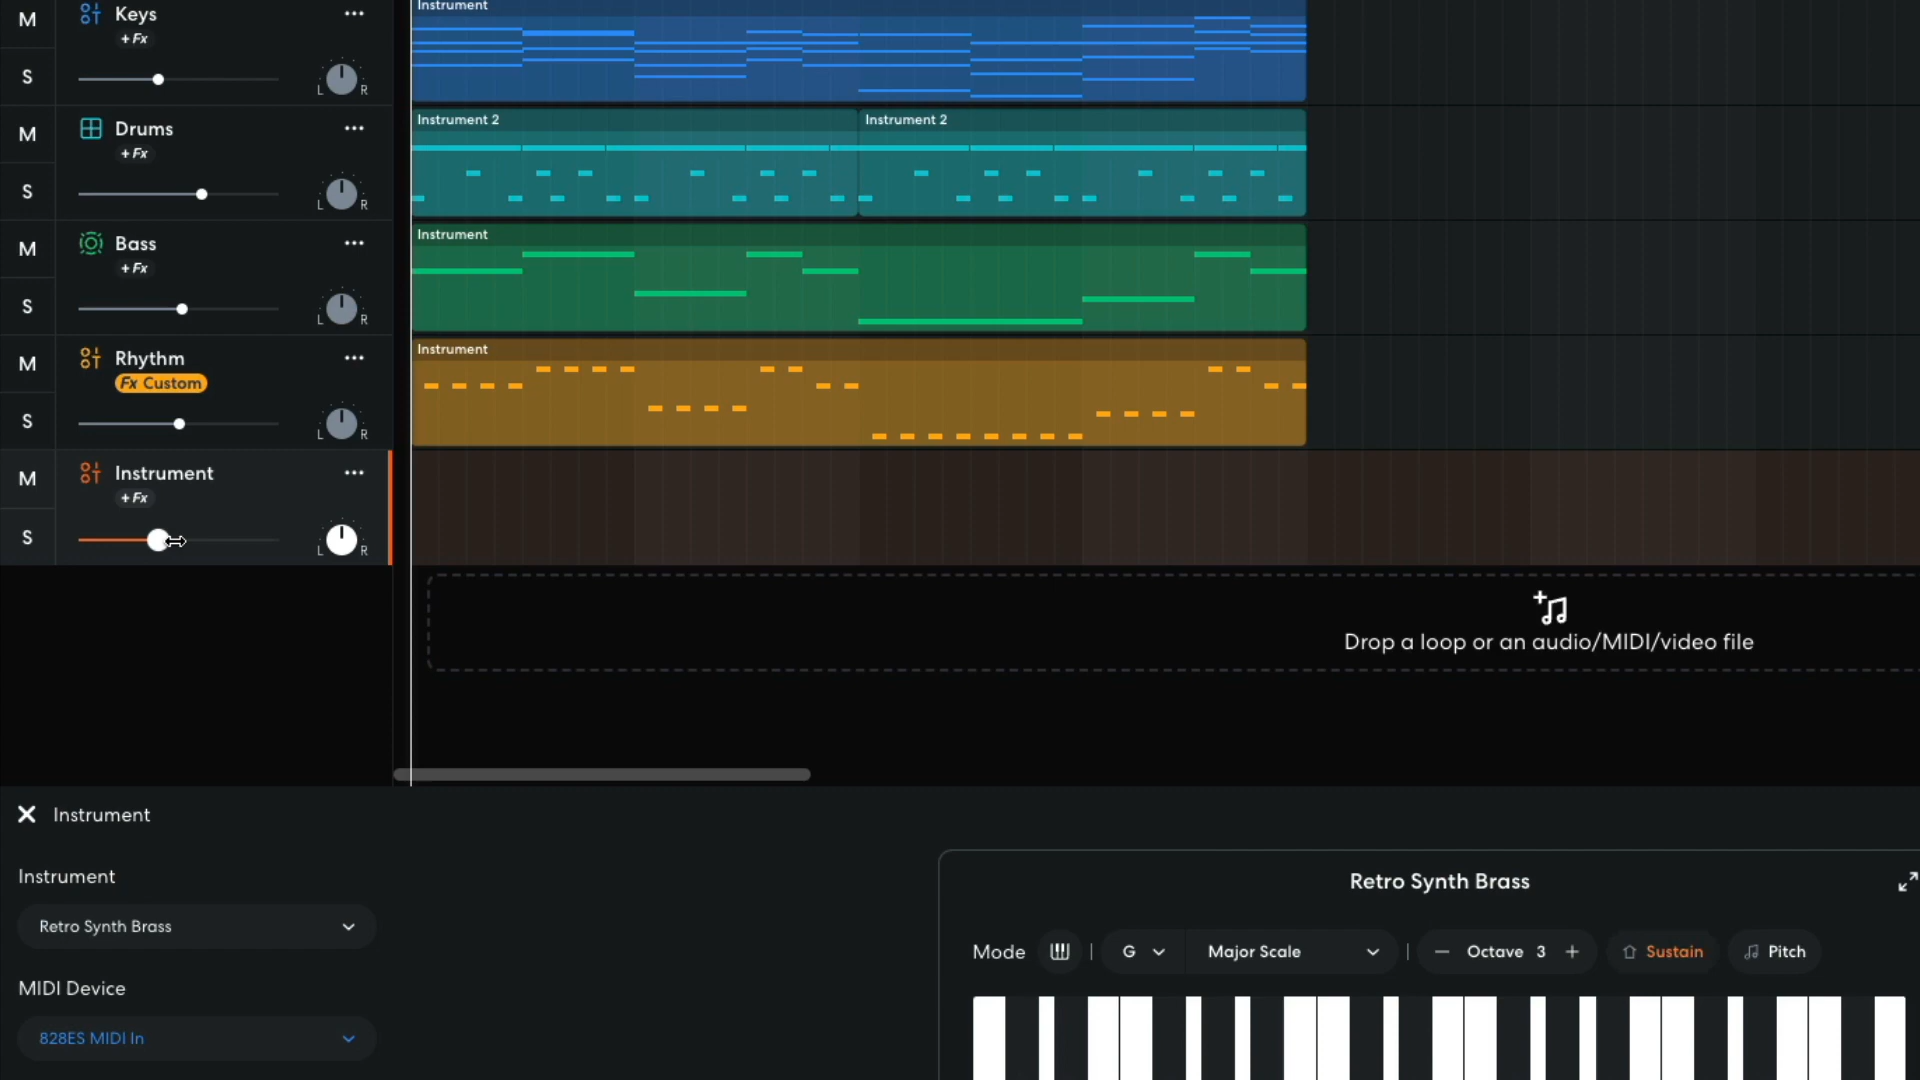 M Keys ••• Instrument
+ Fx
S L R
M Drums ••• Instrument 2 Instrument 2
+ Fx
S L R
M Bass ••• Instrument
+ Fx
S L R
M Rhythm ••• Instrument
Fx Custom
S L R
M Instrument •••
+ Fx
S L R
Drop a loop or an audio/MIDI/video file
Instrument
Instrument
Retro Synth Brass
MIDI Device
828ES MIDI In
Retro Synth Brass
Mode | G Major Scale | — Octave 3 + Sustain Pitch